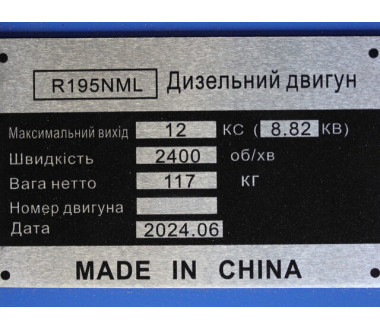 R195NML Дизельний двигун
Максимальний вихід 12 КС ( 8.82 КВ)
Швидкість 2400 об/хв
Вага нетто 117 КГ
Номер двигуна
Дата 2024.06
MADE IN CHINA